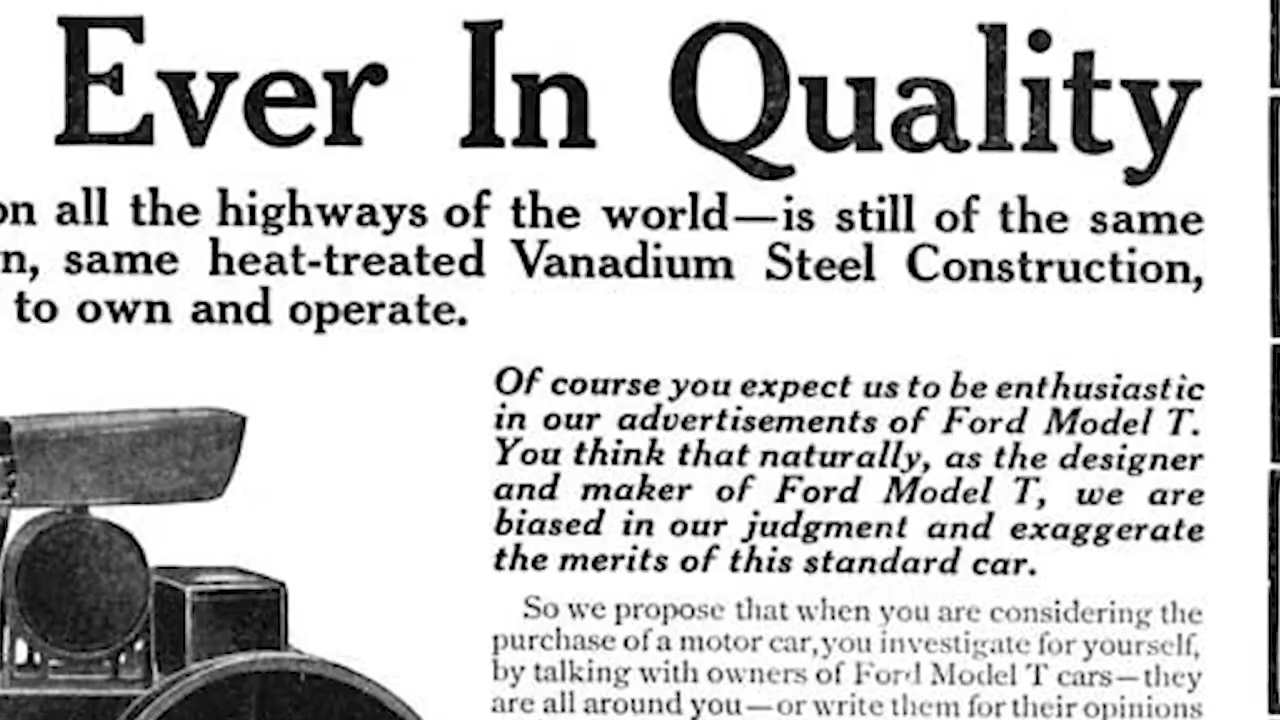 Ever In Quality
on all the highways of the world—is still of the same
n, same heat-treated Vanadium Steel Construction,
to own and operate.
Of course you expect us to be enthusiastic
in our advertisements of Ford Model T.
You think that naturally, as the designer
and maker of Ford Model T, we are
biased in our judgment and exaggerate
the merits of this standard car.
So we propose that when you are considering the
purchase of a motor car, you investigate for yourself,
by talking with owners of Ford Model T cars—they
are all around you—or write them for their opinions